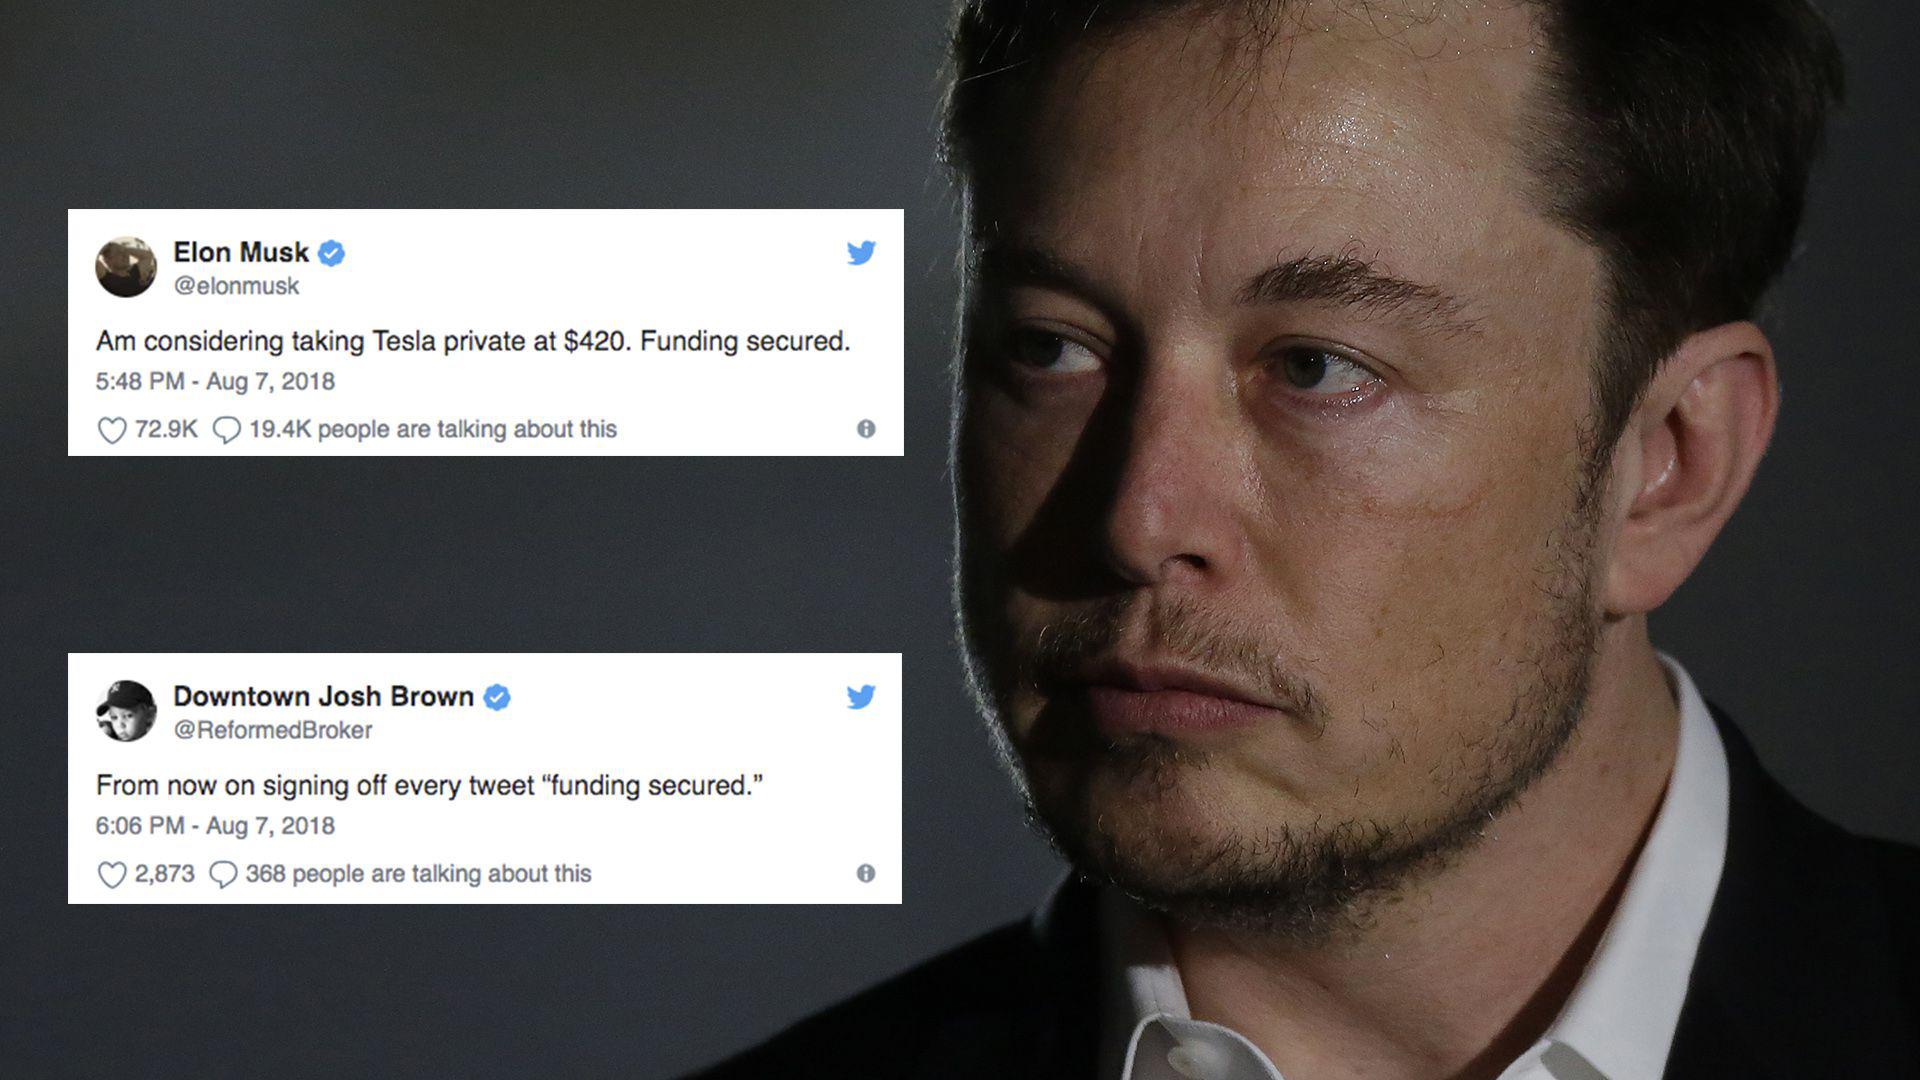 Elon Musk
@elonmusk
Am considering taking Tesla private at $420. Funding secured.
5:48 PM - Aug 7, 2018
72.9K 19.4K people are talking about this
Downtown Josh Brown
@ReformedBroker
From now on signing off every tweet “funding secured.”
6:06 PM - Aug 7, 2018
2,873 368 people are talking about this